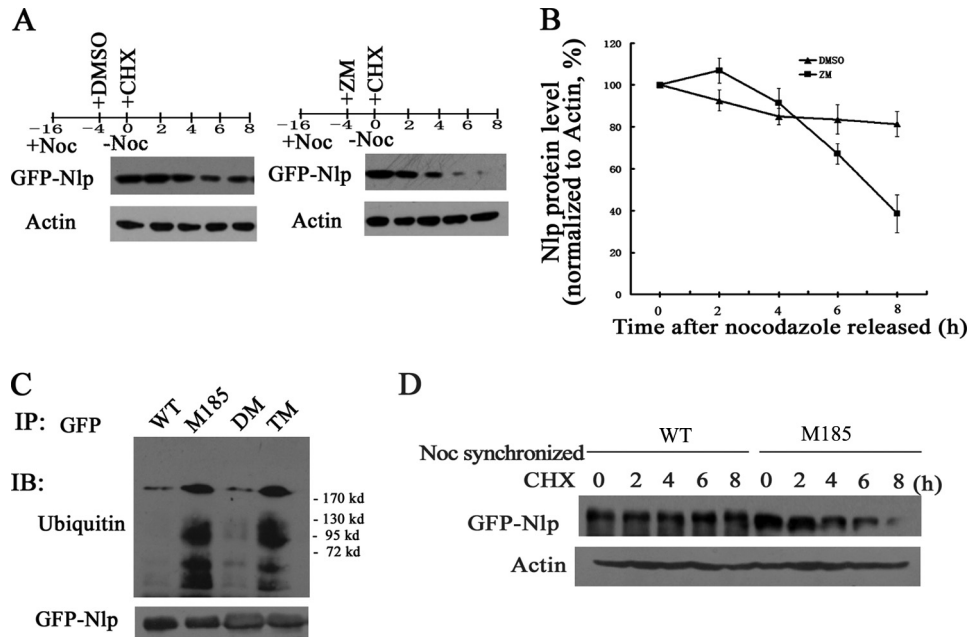 A
+DMSO
+CHX
−16 -4 0 2 4 6 8
+Noc -Noc
GFP-Nlp
Actin
+ZM
+CHX
−16 -2 0 2 4 6 8
+Noc -Noc
GFP-Nlp
Actin
B
Nlp protein level
(normalized to Actin, %)
120
100
80
60
40
20
0
DMSO
ZM
0 2 4 6 8
Time after nocodazole released (h)
C
IP: GFP
WT M185 DM TM
IB:
Ubiquitin
- 170 kd
- 130 kd
- 95 kd
- 72 kd
GFP-Nlp
D
WT M185
Noc synchronized
CHX 0 2 4 6 8 0 2 4 6 8 (h)
GFP-Nlp
Actin